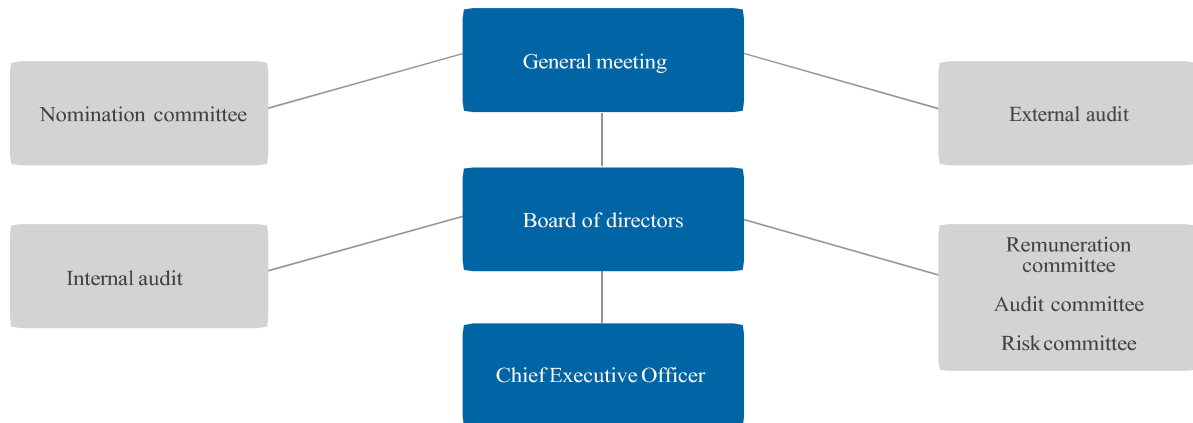 General meeting
Nomination committee
External audit
Board of directors
Internal audit
Remuneration
committee
Audit committee
Risk committee
Chief Executive Officer